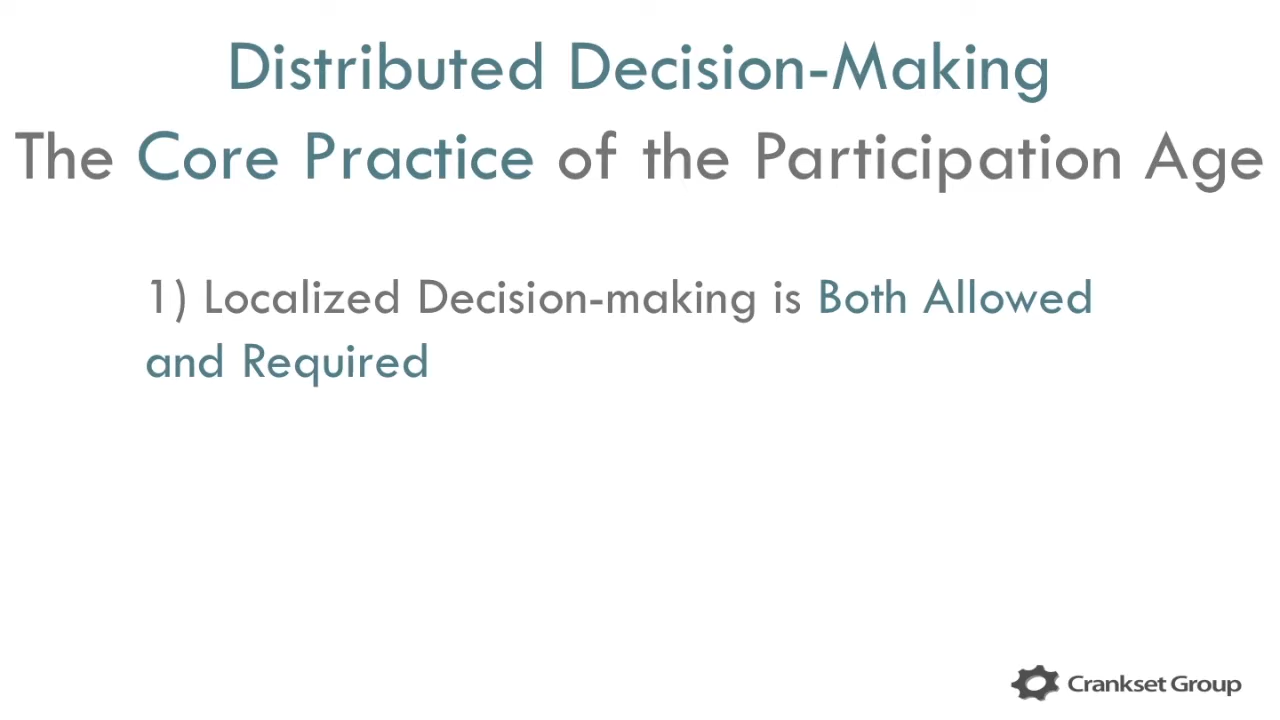 Distributed Decision-Making
The Core Practice of the Participation Age
1) Localized Decision-making is Both Allowed
and Required
Crankset Group